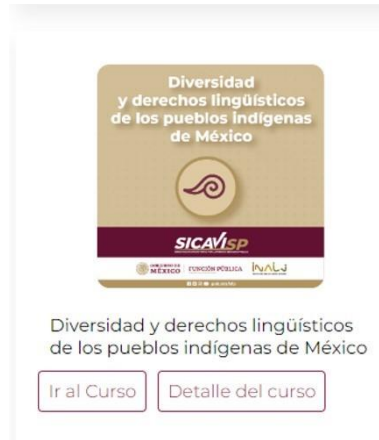 Diversidad
y derechos lingüísticos
de los pueblos indígenas
de México
SICAVISP
MÉXICO FUNCIÓN PÚBLICA INALI
Diversidad y derechos lingüísticos
de los pueblos indígenas de México
Ir al Curso Detalle del curso